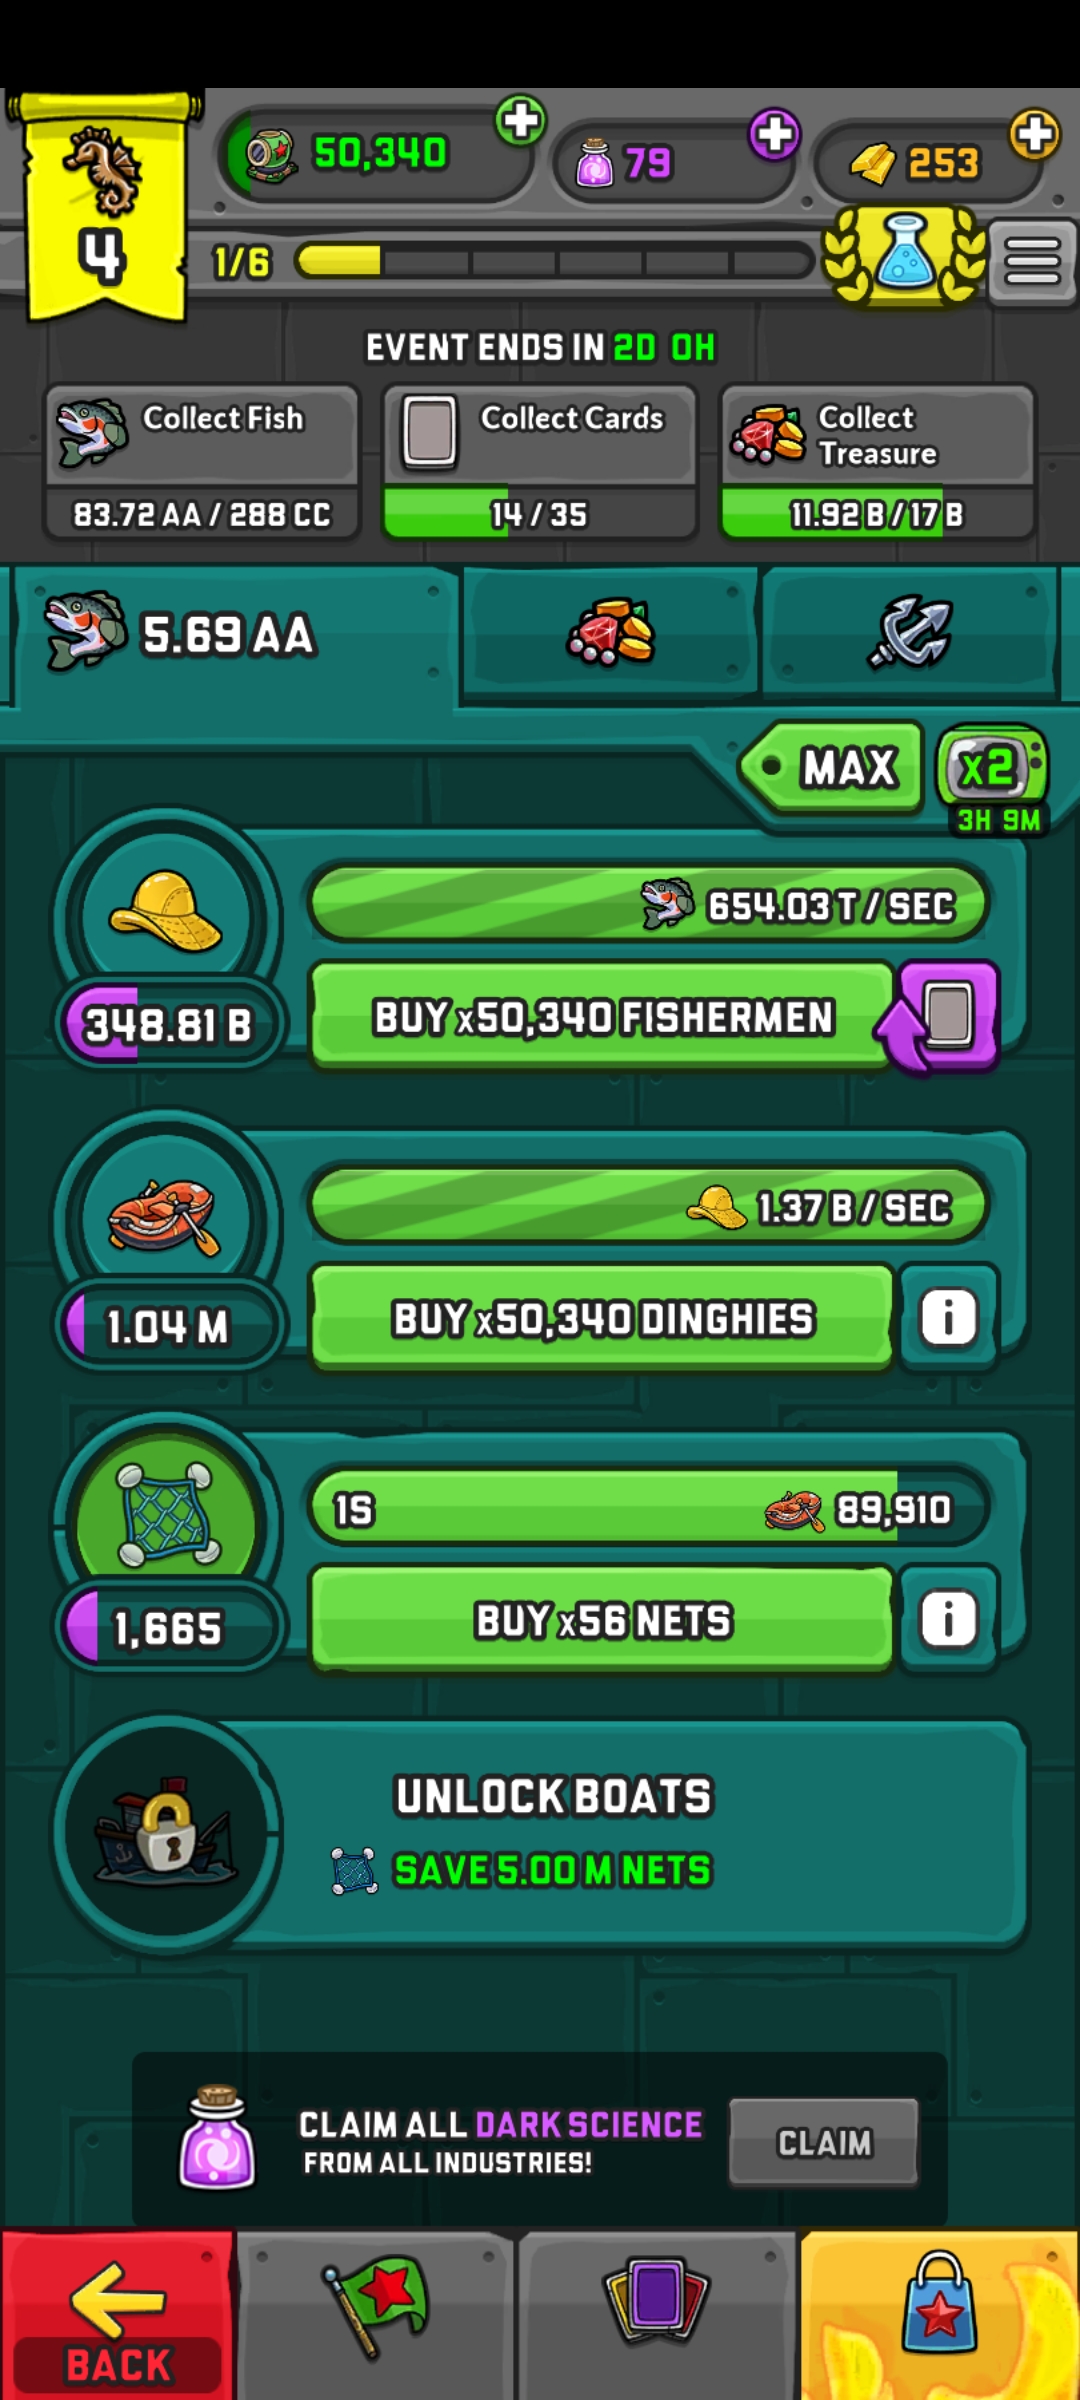 4
50,340
79
253
1/6
EVENT ENDS IN 2D 0H
Collect Fish
83.72 AA / 288 CC
Collect Cards
14 / 35
Collect
Treasure
11.92 B / 17 B
5.69 AA
MAX
x2
3H 9M
654.03 T / SEC
348.81 B
BUY x50,340 FISHERMEN
1.37 B / SEC
1.04 M
BUY x50,340 DINGHIES
i
1S
89,910
1,665
BUY x56 NETS
i
UNLOCK BOATS
SAVE 5.00 M NETS
CLAIM ALL DARK SCIENCE
FROM ALL INDUSTRIES!
CLAIM
BACK